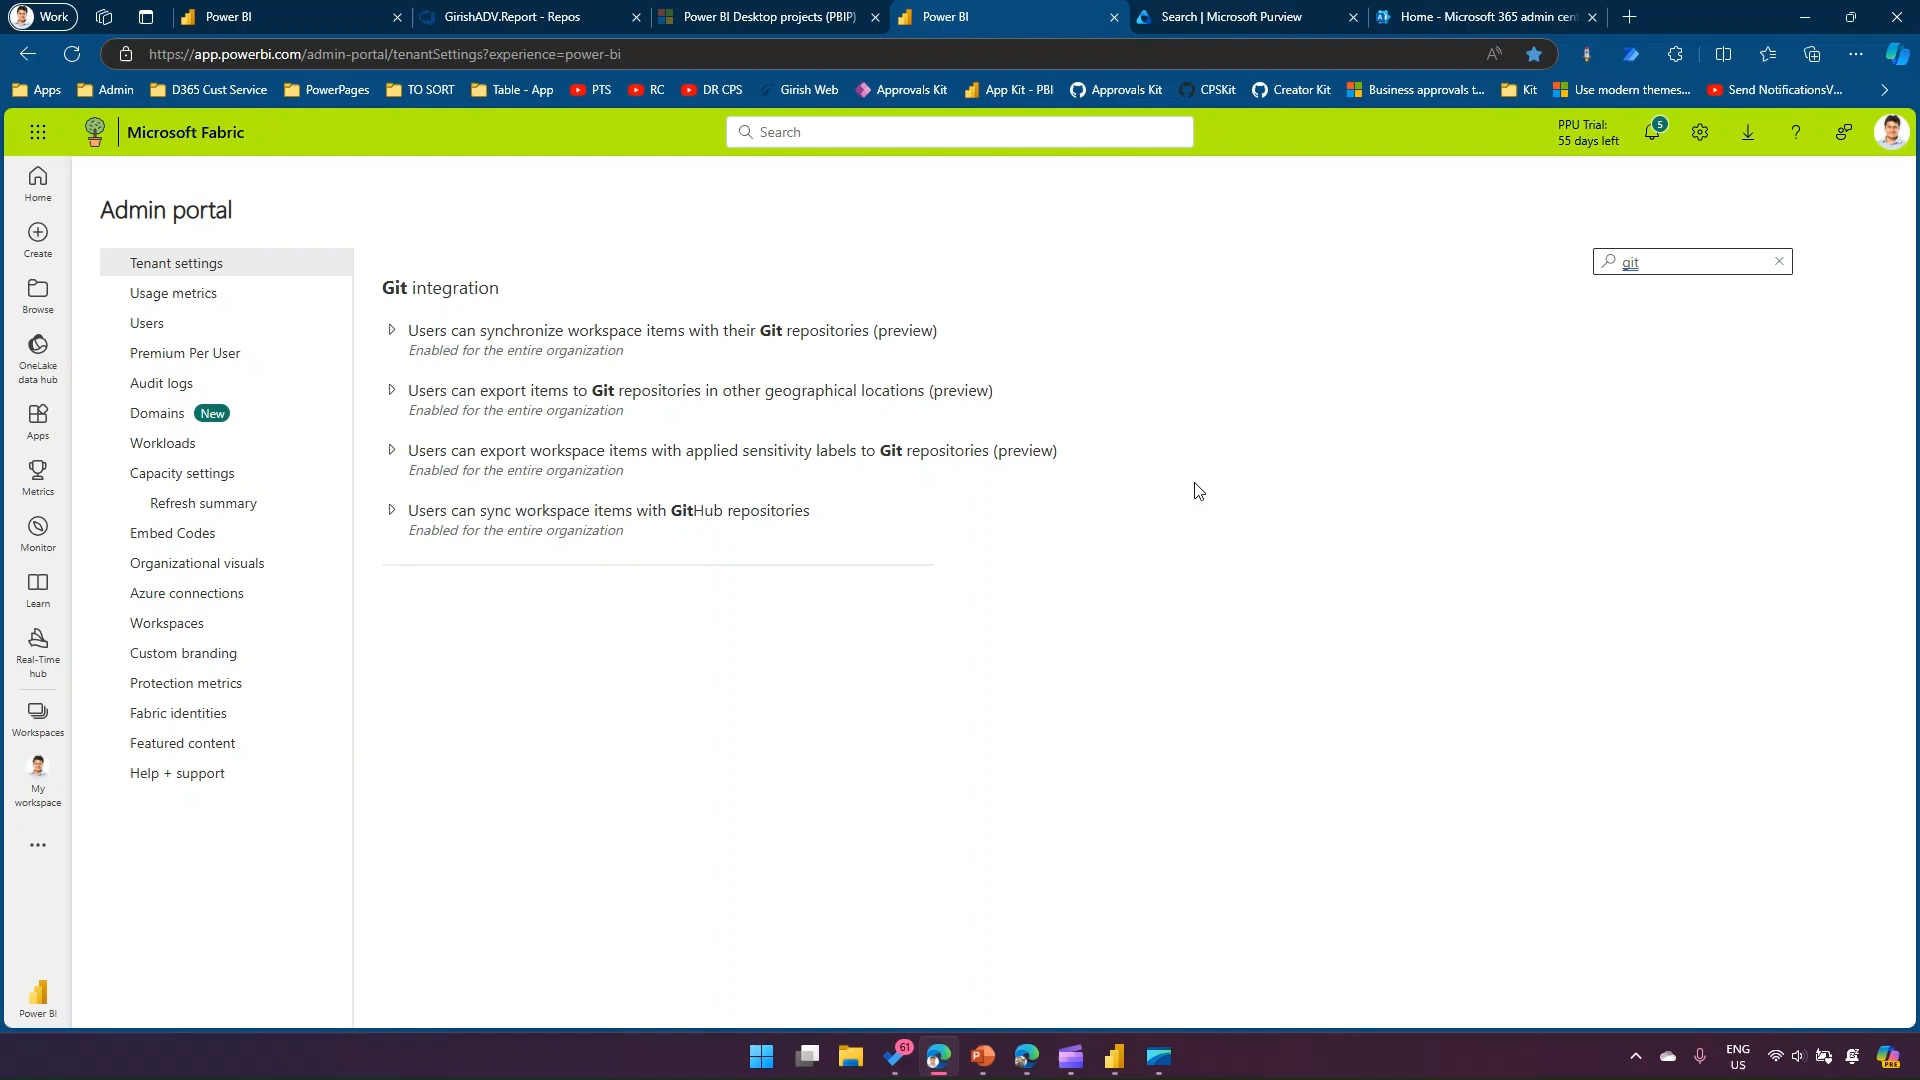 Work
Power BI
GirishADV.Report - Repos
Power BI Desktop projects (PBIP)
Power BI
Search | Microsoft Purview
Home - Microsoft 365 admin cen
https://app.powerbi.com/admin-portal/tenantSettings?experience=power-bi
Apps
Admin
D365 Cust Service
PowerPages
TO SORT
Table - App
PTS
RC
DR CPS
Girish Web
Approvals Kit
App Kit - PBI
Approvals Kit
CPSKit
Creator Kit
Business approvals t...
Kit
Use modern themes...
Send NotificationsV...
Microsoft Fabric
Search
PPU Trial:
55 days left
5
Home
Create
Browse
OneLake
data hub
Apps
Metrics
Monitor
Learn
Real-Time
hub
Workspaces
My
workspace
Power BI
Admin portal
Tenant settings
Usage metrics
Users
Premium Per User
Audit logs
Domains New
Workloads
Capacity settings
Refresh summary
Embed Codes
Organizational visuals
Azure connections
Workspaces
Custom branding
Protection metrics
Fabric identities
Featured content
Help + support
git
Git integration
Users can synchronize workspace items with their Git repositories (preview)
Enabled for the entire organization
Users can export items to Git repositories in other geographical locations (preview)
Enabled for the entire organization
Users can export workspace items with applied sensitivity labels to Git repositories (preview)
Enabled for the entire organization
Users can sync workspace items with GitHub repositories
Enabled for the entire organization
61
ENG
US
PRE